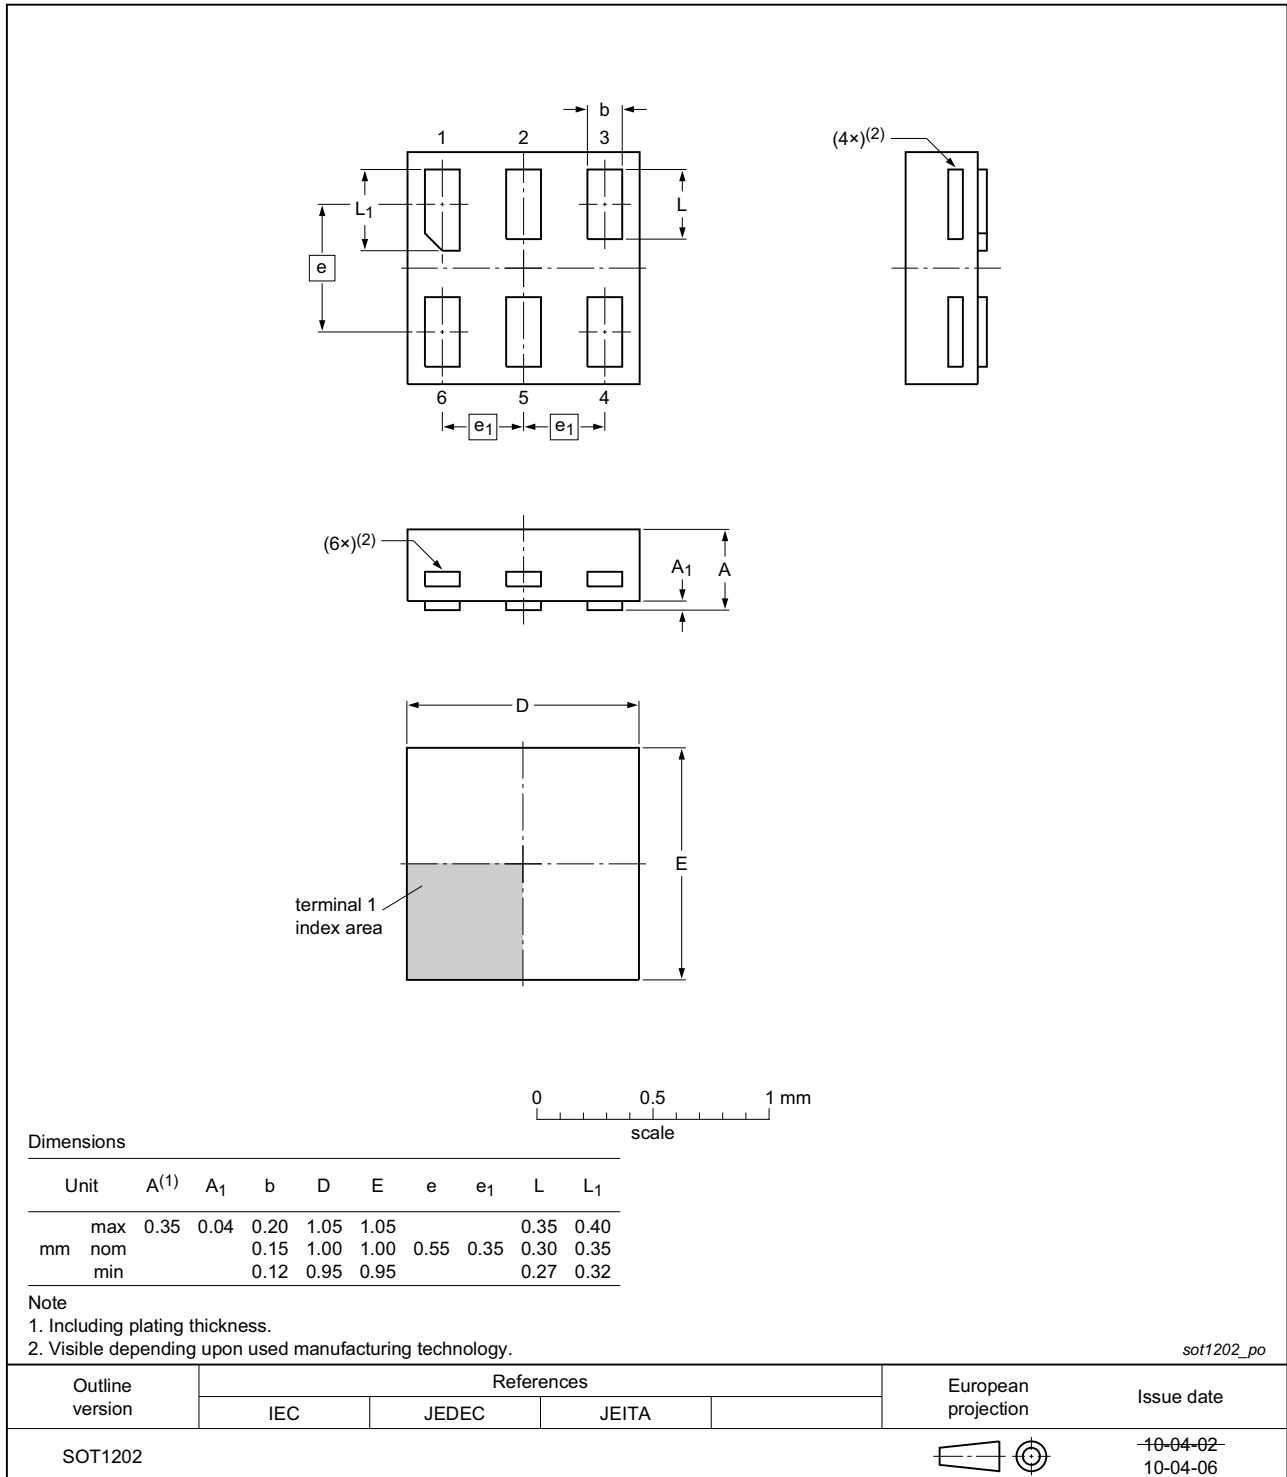 b
1 2 3
(4×)(2)
L1
L
e
6 5 4
e1 e1
(6×)(2)
A1 A
D
E
terminal 1
index area
0 0.5 1 mm
scale
Dimensions
Unit A(1) A1 b D E e e1 L L1
max 0.35 0.04 0.20 1.05 1.05 0.35 0.40
mm nom 0.15 1.00 1.00 0.55 0.35 0.30 0.35
min 0.12 0.95 0.95 0.27 0.32
Note
1. Including plating thickness.
2. Visible depending upon used manufacturing technology.
sot1202_po
Outline
version
References
IEC JEDEC JEITA
European
projection
Issue date
SOT1202
10-04-02
10-04-06